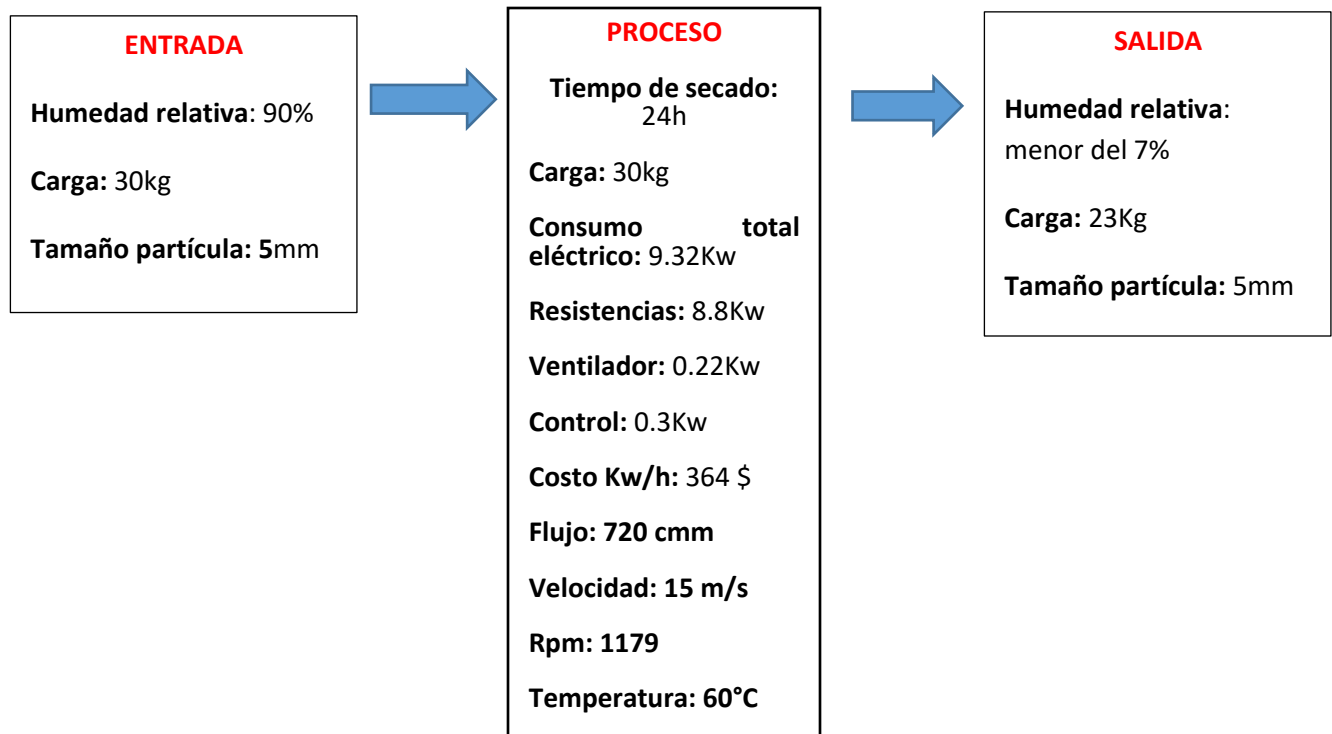 ENTRADA
Humedad relativa: 90%
Carga: 30kg
Tamaño partícula: 5mm
PROCESO
Tiempo de secado:
24h
Carga: 30kg
Consumo total
eléctrico: 9.32Kw
Resistencias: 8.8Kw
Ventilador: 0.22Kw
Control: 0.3Kw
Costo Kw/h: 364 $
Flujo: 720 cmm
Velocidad: 15 m/s
Rpm: 1179
Temperatura: 60°C
SALIDA
Humedad relativa:
menor del 7%
Carga: 23Kg
Tamaño partícula: 5mm